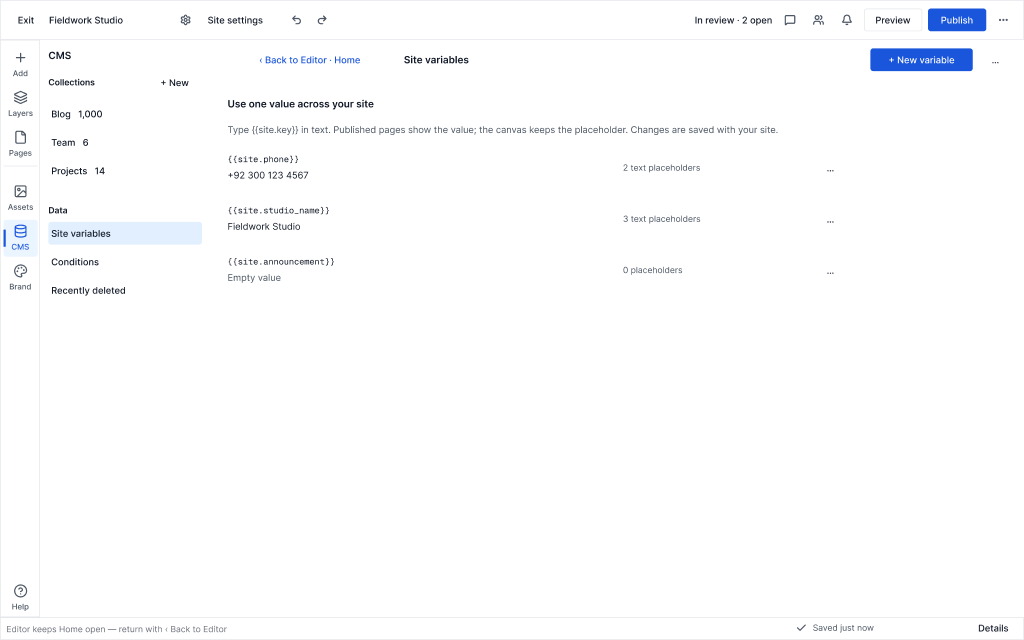 Exit Fieldwork Studio Site settings In review · 2 open Preview Publish ···
Add
Layers
Pages
Assets
CMS
Brand
Help
CMS
Collections + New
Blog 1,000
Team 6
Projects 14
Data
Site variables
Conditions
Recently deleted
‹ Back to Editor · Home Site variables + New variable ...
Use one value across your site
Type {{site.key}} in text. Published pages show the value; the canvas keeps the placeholder. Changes are saved with your site.
{{site.phone}}
+92 300 123 4567
2 text placeholders ...
{{site.studio_name}}
Fieldwork Studio
3 text placeholders ...
{{site.announcement}}
Empty value
0 placeholders ...
Editor keeps Home open — return with ‹ Back to Editor Saved just now Details